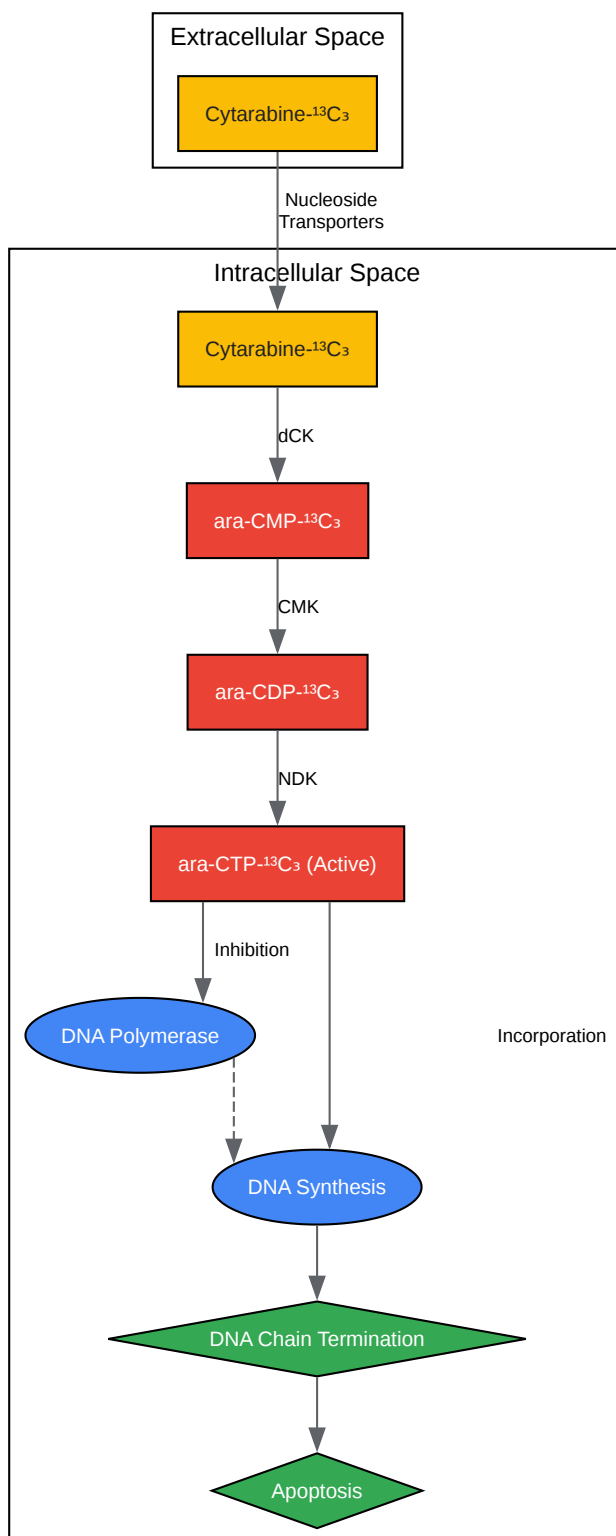 Extracellular Space
Cytarabine-¹³C₃
Nucleoside
Transporters
Intracellular Space
Cytarabine-¹³C₃
dCK
ara-CMP-¹³C₃
CMK
ara-CDP-¹³C₃
NDK
ara-CTP-¹³C₃ (Active)
Inhibition
DNA Polymerase
Incorporation
DNA Synthesis
DNA Chain Termination
Apoptosis